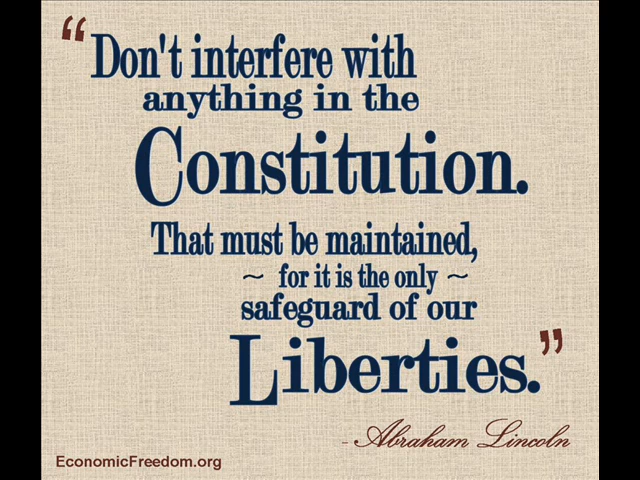 “Don't interfere with
anything in the
Constitution.
That must be maintained,
~ for it is the only ~
safeguard of our
Liberties.”
- Abraham Lincoln
EconomicFreedom.org